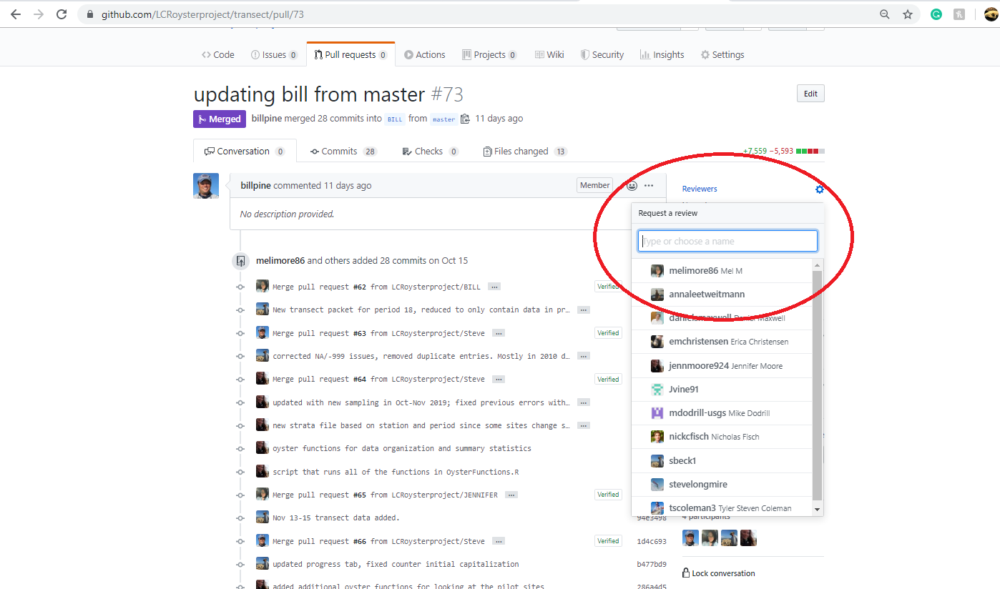 github.com/LCRoysterproject/transect/pull/73
Code Issues 0 Pull requests 0 Actions Projects 0 Wiki Security Insights Settings
updating bill from master #73
Edit
Merged billpine merged 28 commits into BILL from master 11 days ago
Conversation 0 Commits 28 Checks 0 Files changed 13
+7,559 −5,593
billpine commented 11 days ago
Member
Reviewers
No description provided.
Request a review
Type or choose a name
melimore86 and others added 28 commits on Oct 15
melimore86 Mel M
annaleetweitmann
danielsmaxwell Daniel Maxwell
emchristensen Erica Christensen
jennmoore924 Jennifer Moore
Jvine91
mdodrill-usgs Mike Dodrill
nickcfisch Nicholas Fisch
sbeck1
stevelongmire
tscoleman3 Tyler Steven Coleman
Merge pull request #62 from LCRoysterproject/BILL … Verified
New transect packet for period 18, reduced to only contain data in pr… …
Merge pull request #63 from LCRoysterproject/Steve … Verified
corrected NA/-999 issues, removed duplicate entries. Mostly in 2010 d… …
Merge pull request #64 from LCRoysterproject/Steve … Verified
updated with new sampling in Oct-Nov 2019; fixed previous errors with… …
new strata file based on station and period since some sites change s… …
oyster functions for data organization and summary statistics
script that runs all of the functions in OysterFunctions.R
Merge pull request #65 from LCRoysterproject/JENNIFER … Verified
Nov 13-15 transect data added. 94e3498
Merge pull request #66 from LCRoysterproject/Steve … Verified 1d4c693
updated progress tab, fixed counter initial capitalization b477bd9
added additional oyster functions for looking at the pilot sites 286a4d5
4 participants
Lock conversation